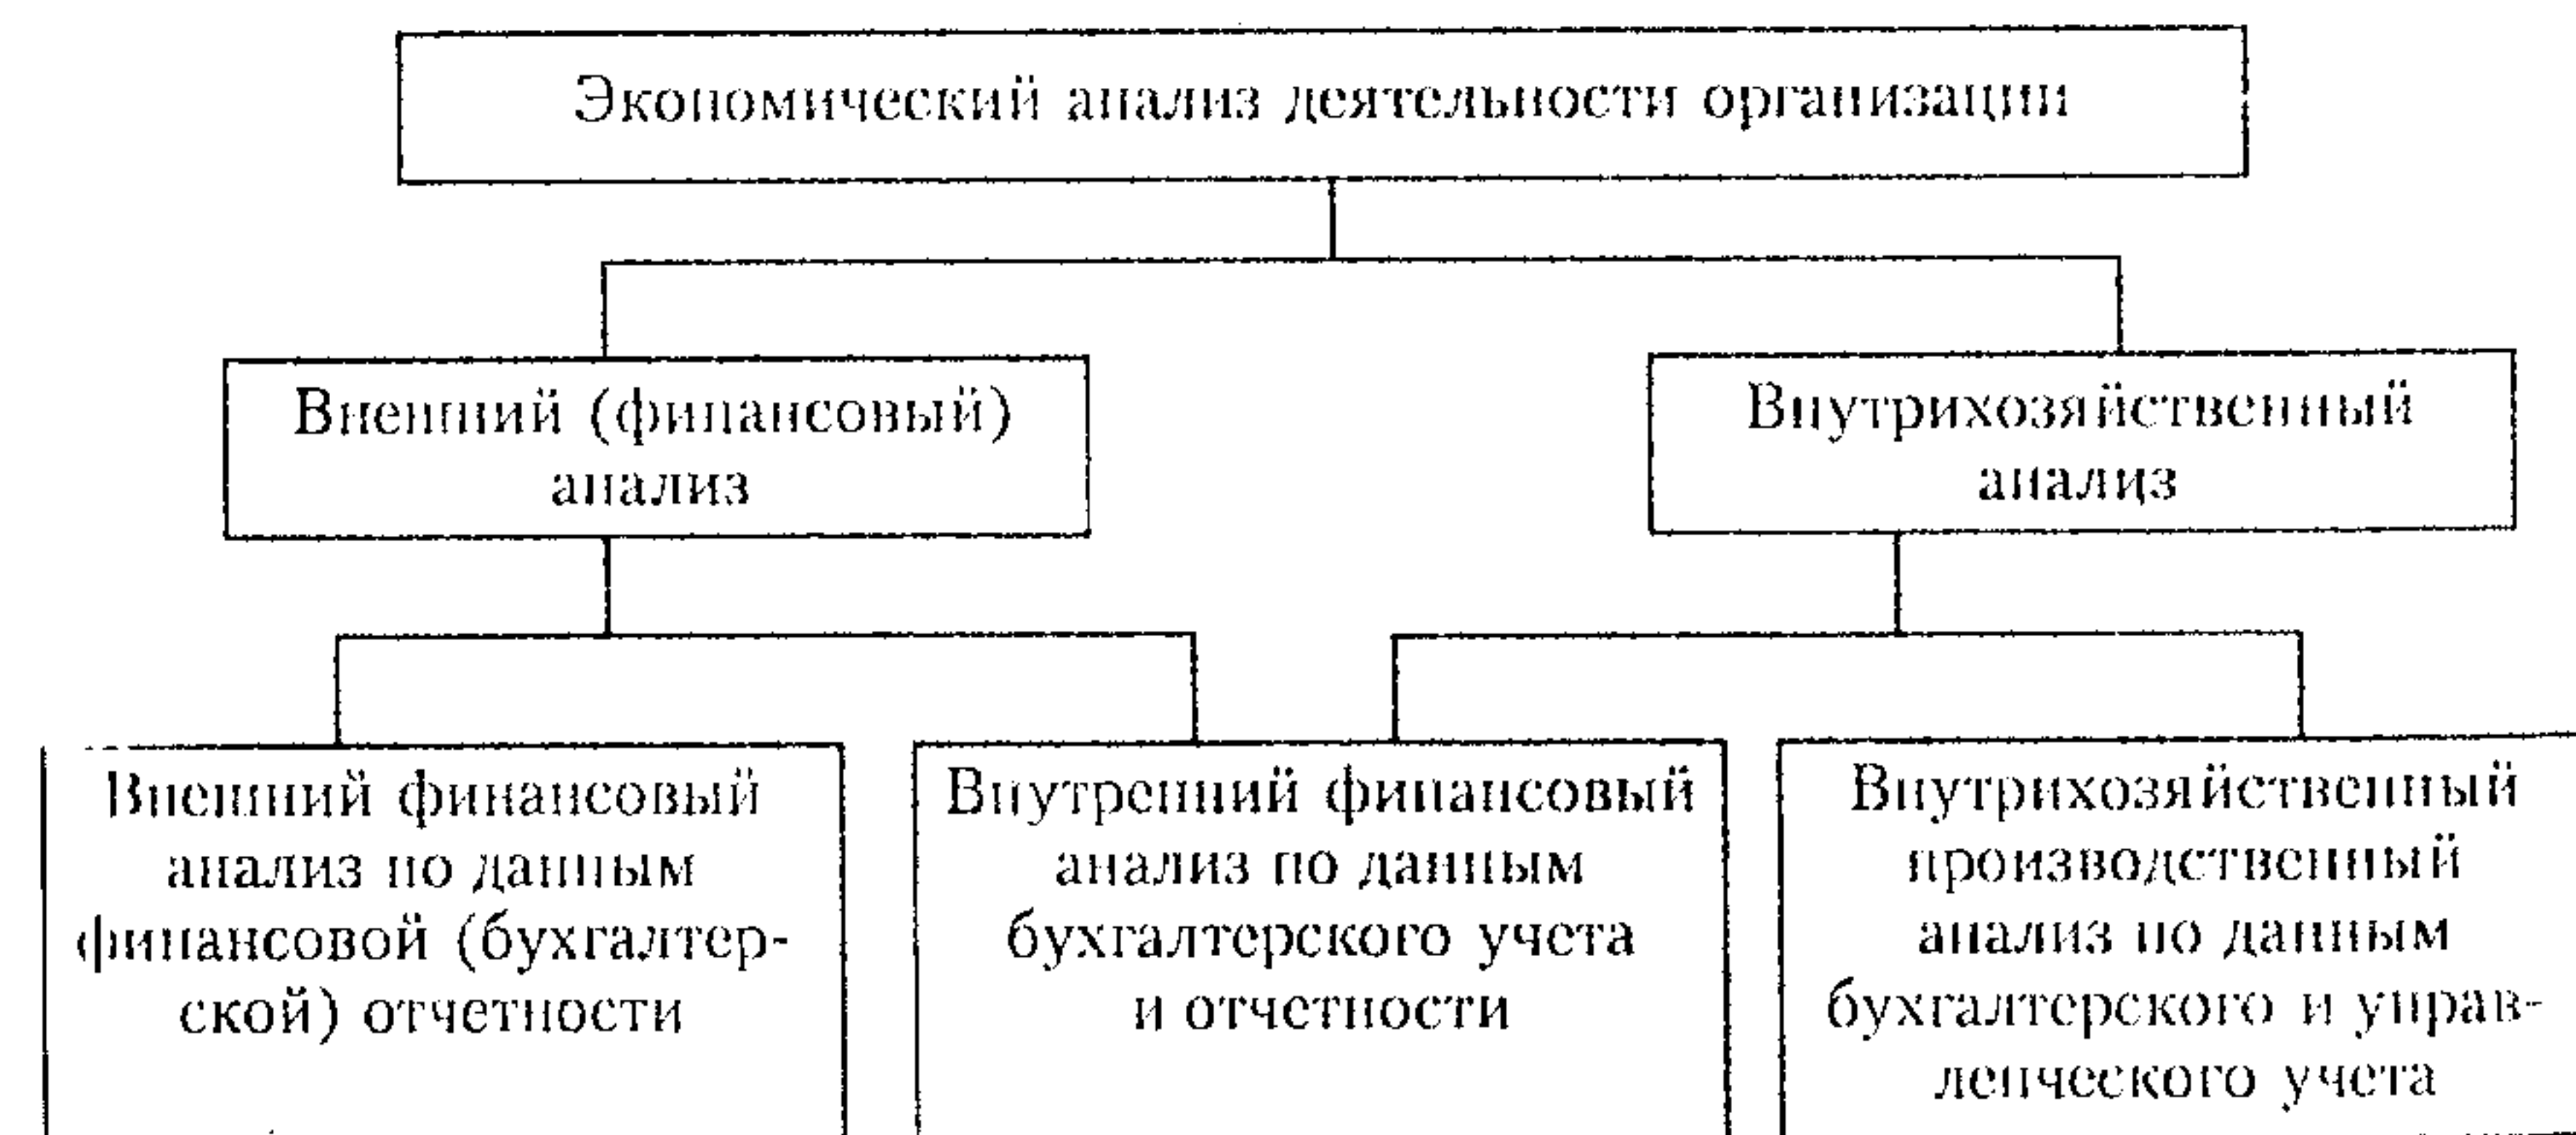 Экономический анализ деятельности организации
Внешний (финансовый)
анализ
Внутрихозяйственный
анализ
Внешний финансовый
анализ по данным
финансовой (бухгалтер-
ской) отчетности
Внутренний финансовый
анализ по данным
бухгалтерского учета
и отчетности
Внутрихозяйственный
производственный
анализ по данным
бухгалтерского и управ-
ленческого учета